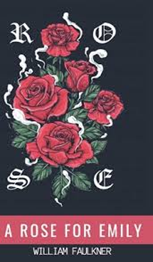 R O
S E
A ROSE FOR EMILY
WILLIAM FAULKNER